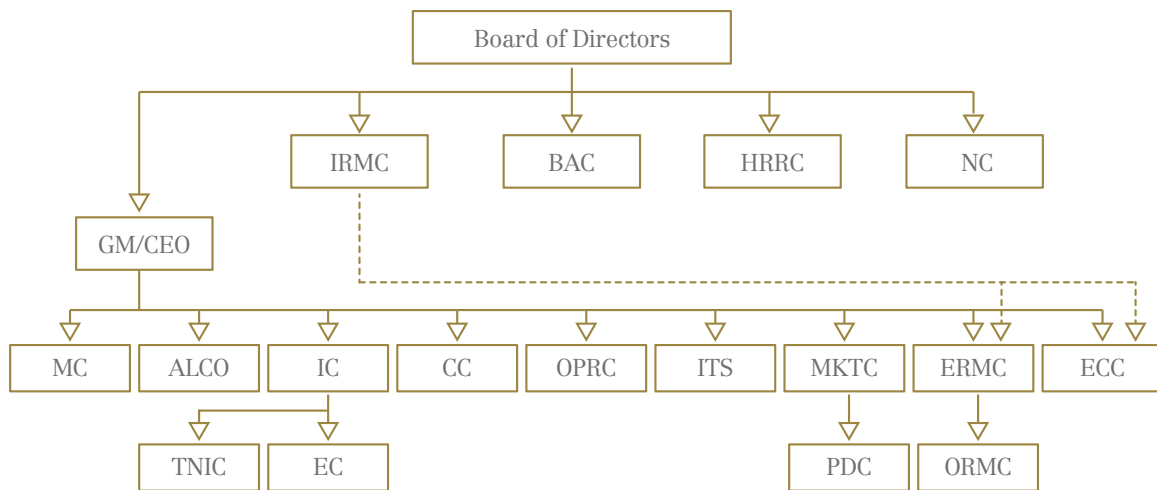 Board of Directors
IRMC
BAC
HRRC
NC
GM/CEO
MC
ALCO
IC
CC
OPRC
ITS
MKTC
ERMC
ECC
TNIC
EC
PDC
ORMC